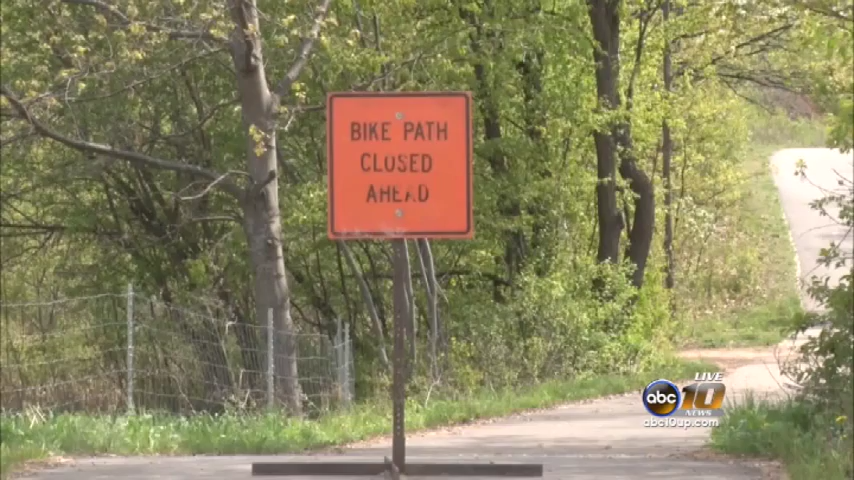 BIKE PATH
CLOSED
AHEAD
LIVE
abc 10
NEWS
abc10up.com